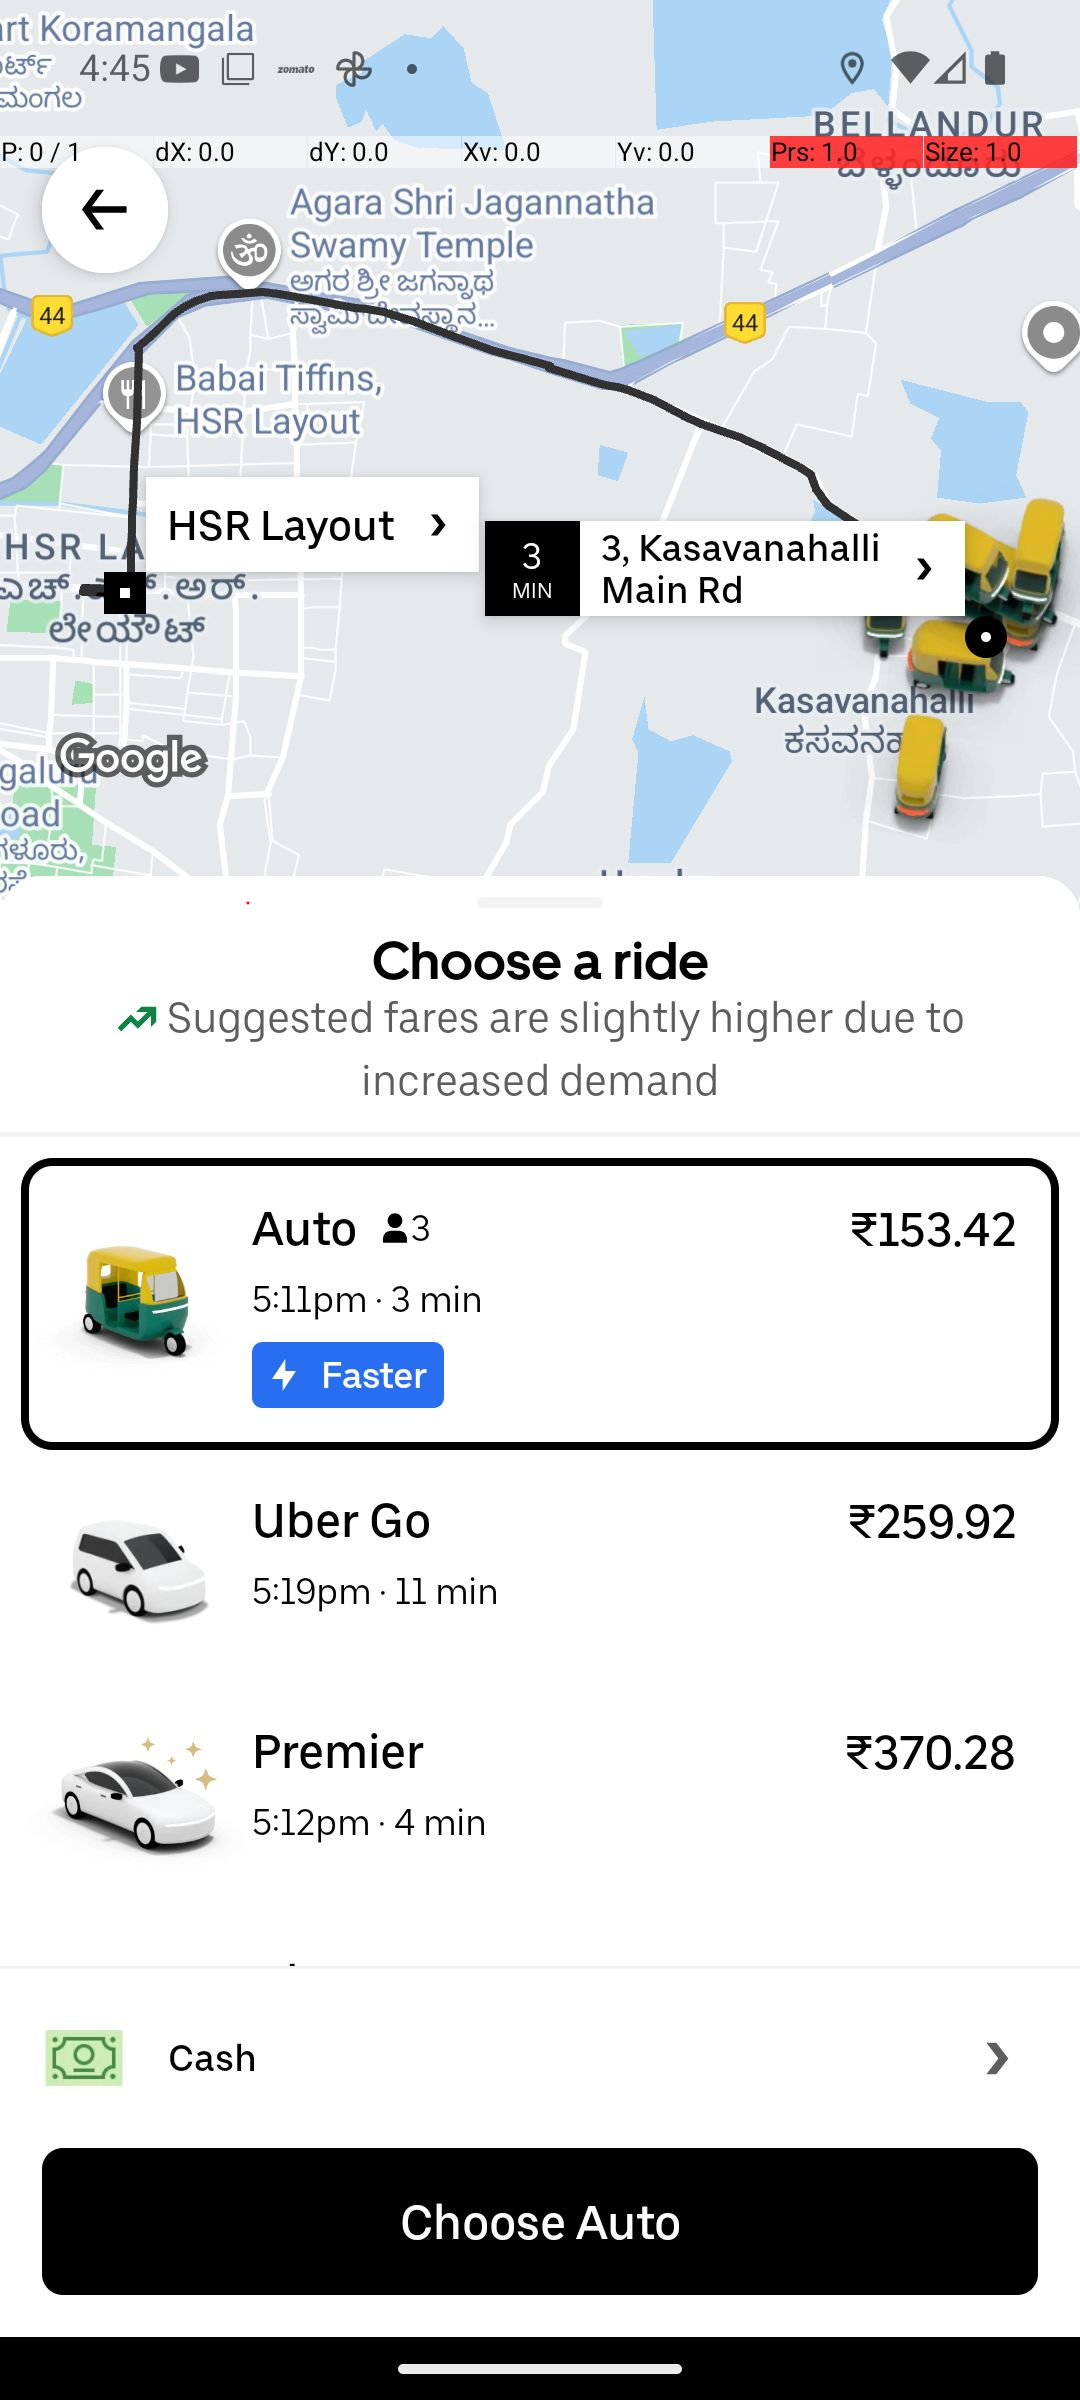 art Koramangala
ರ್ಟ್
ಮಂಗಲ
4:45
zomato
BELLANDUR
ಬೆಳ್ಳಂದೂರು
P: 0 / 1 dX: 0.0 dY: 0.0 Xv: 0.0 Yv: 0.0 Prs: 1.0 Size: 1.0
Agara Shri Jagannatha
Swamy Temple
ಅಗರ ಶ್ರೀ ಜಗನ್ನಾಥ
ಸ್ವಾಮಿ ದೇವಸ್ಥಾನ...
44
44
Babai Tiffins,
HSR Layout
HSR Layout
3
MIN
3, Kasavanahalli
Main Rd
HSR LA
ಎಚ್.ಎಸ್.ಆರ್.
ಲೇಯೌಟ್
Kasavanahalli
ಕಸವನಹ
Google
galuru
oad
ಗಳೂರು,
Choose a ride
Suggested fares are slightly higher due to
increased demand
Auto 3 ₹153.42
5:11pm · 3 min
Faster
Uber Go ₹259.92
5:19pm · 11 min
Premier ₹370.28
5:12pm · 4 min
Cash
Choose Auto